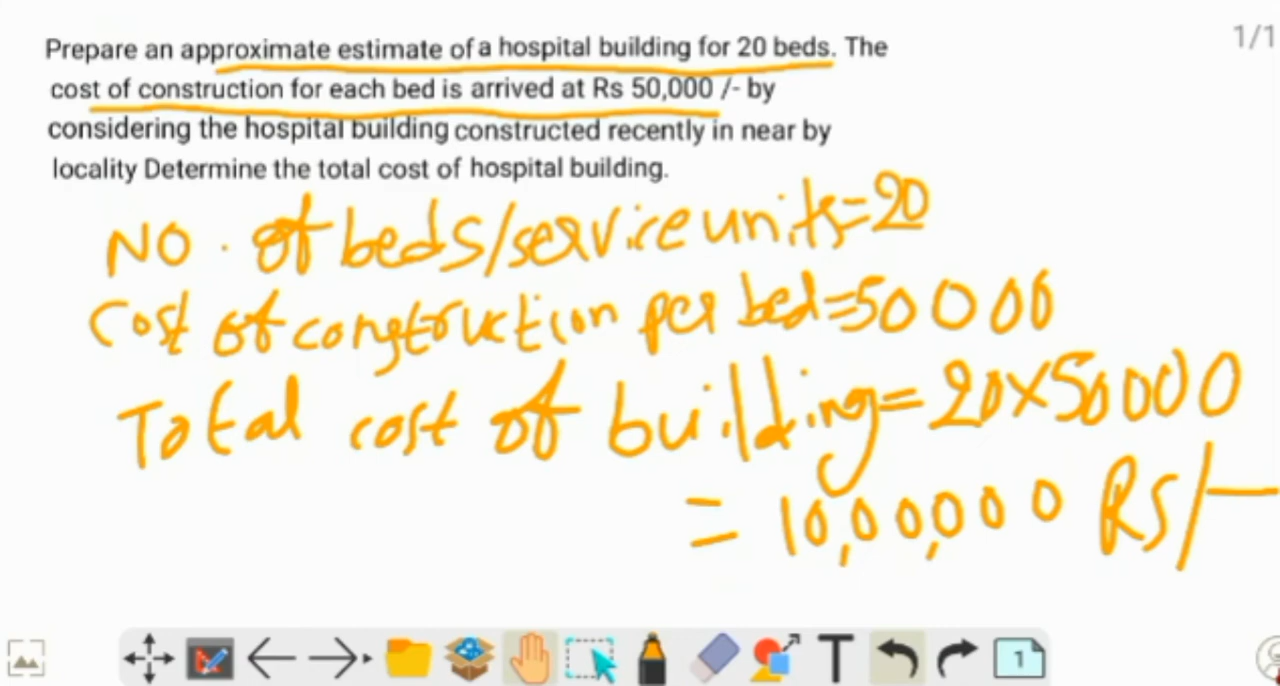 1/1
Prepare an approximate estimate of a hospital building for 20 beds. The
cost of construction for each bed is arrived at Rs 50,000 /- by
considering the hospital building constructed recently in near by
locality Determine the total cost of hospital building.
NO. of beds/service units=20
Cost of construction per bed=50000
Total cost of building=20×50000
= 10,00,000 RS/-
T
1